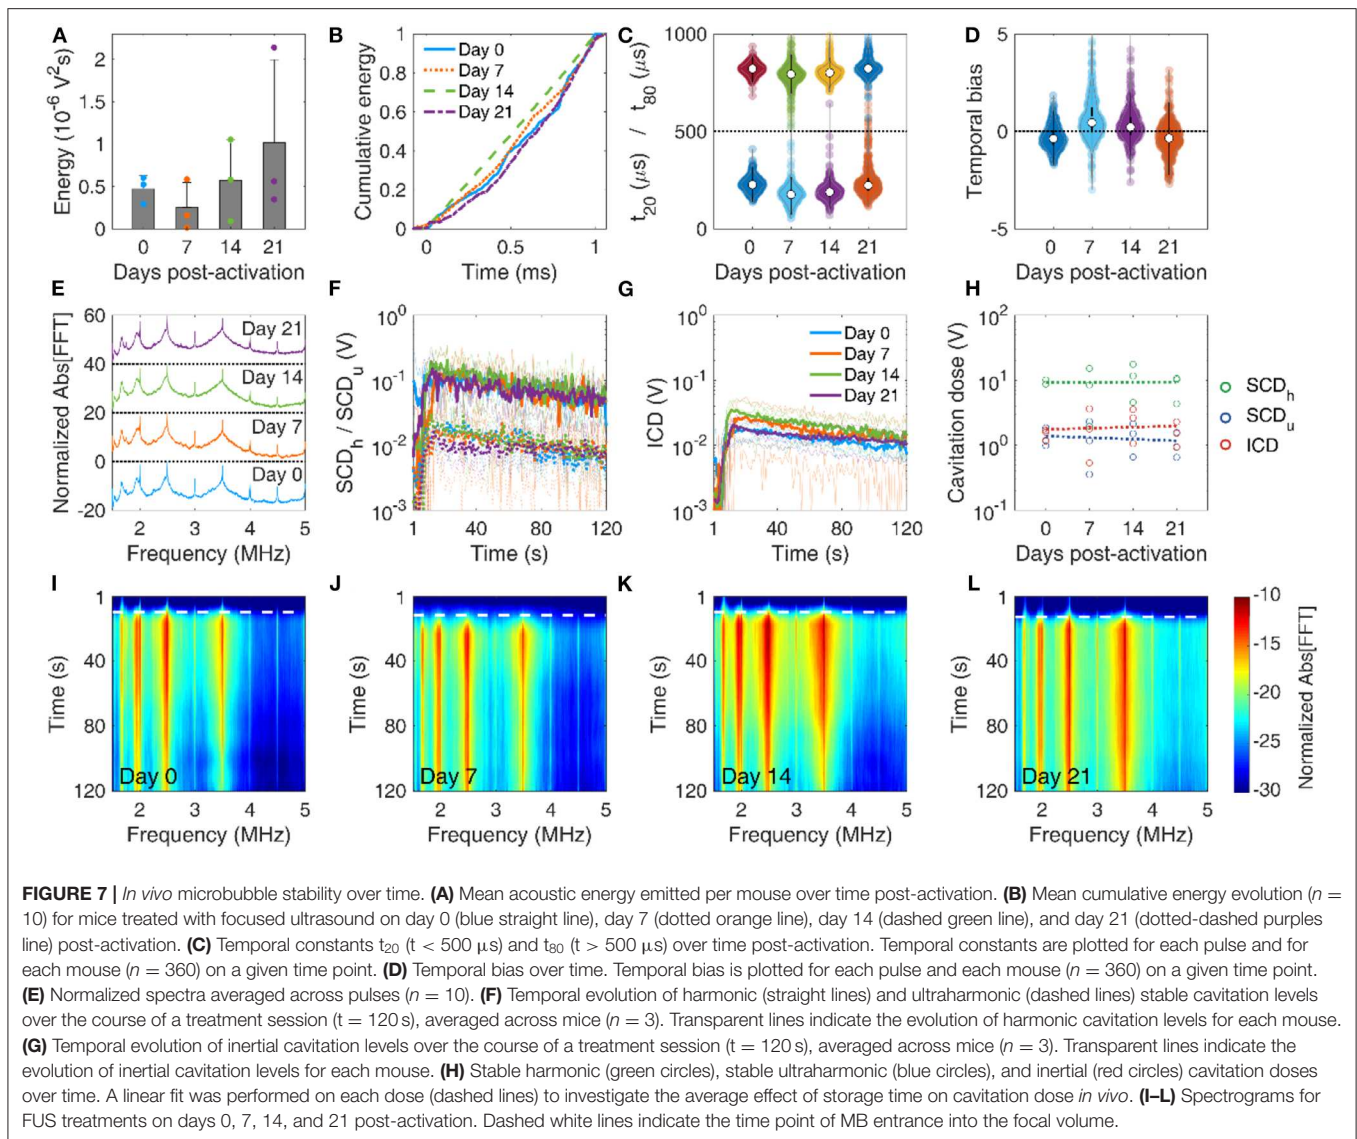 A
Energy (10⁻⁶ V²s)
2
1.5
1
0.5
0
0 7 14 21
Days post-activation
B
Cumulative energy
1
0.8
0.6
0.4
0.2
0
Day 0
Day 7
Day 14
Day 21
0 0.5 1
Time (ms)
C
t₂₀ (μs) / t₈₀ (μs)
1000
500
0
0 7 14 21
Days post-activation
D
Temporal bias
5
0
-5
0 7 14 21
Days post-activation
E
Normalized Abs[FFT]
60
40
20
0
-20
Day 21
Day 14
Day 7
Day 0
2 3 4 5
Frequency (MHz)
F
SCDₕ / SCDᵤ (V)
10⁰
10⁻¹
10⁻²
10⁻³
1 40 80 120
Time (s)
G
ICD (V)
10⁰
10⁻¹
10⁻²
10⁻³
Day 0
Day 7
Day 14
Day 21
1 40 80 120
Time (s)
H
Cavitation dose (V)
10²
10¹
10⁰
10⁻¹
0 7 14 21
Days post-activation
SCDₕ
SCDᵤ
ICD
I
Time (s)
1
40
80
120
Day 0
2 3 4 5
Frequency (MHz)
J
Time (s)
1
40
80
120
Day 7
2 3 4 5
Frequency (MHz)
K
Time (s)
1
40
80
120
Day 14
2 3 4 5
Frequency (MHz)
L
Time (s)
1
40
80
120
Day 21
2 3 4 5
Frequency (MHz)
-10
-15
-20
-25
-30
Normalized Abs[FFT]
FIGURE 7 | In vivo microbubble stability over time. (A) Mean acoustic energy emitted per mouse over time post-activation. (B) Mean cumulative energy evolution (n =
10) for mice treated with focused ultrasound on day 0 (blue straight line), day 7 (dotted orange line), day 14 (dashed green line), and day 21 (dotted-dashed purples
line) post-activation. (C) Temporal constants t₂₀ (t < 500 μs) and t₈₀ (t > 500 μs) over time post-activation. Temporal constants are plotted for each pulse and for
each mouse (n = 360) on a given time point. (D) Temporal bias over time. Temporal bias is plotted for each pulse and each mouse (n = 360) on a given time point.
(E) Normalized spectra averaged across pulses (n = 10). (F) Temporal evolution of harmonic (straight lines) and ultraharmonic (dashed lines) stable cavitation levels
over the course of a treatment session (t = 120 s), averaged across mice (n = 3). Transparent lines indicate the evolution of harmonic cavitation levels for each mouse.
(G) Temporal evolution of inertial cavitation levels over the course of a treatment session (t = 120 s), averaged across mice (n = 3). Transparent lines indicate the
evolution of inertial cavitation levels for each mouse. (H) Stable harmonic (green circles), stable ultraharmonic (blue circles), and inertial (red circles) cavitation doses
over time. A linear fit was performed on each dose (dashed lines) to investigate the average effect of storage time on cavitation dose in vivo. (I–L) Spectrograms for
FUS treatments on days 0, 7, 14, and 21 post-activation. Dashed white lines indicate the time point of MB entrance into the focal volume.